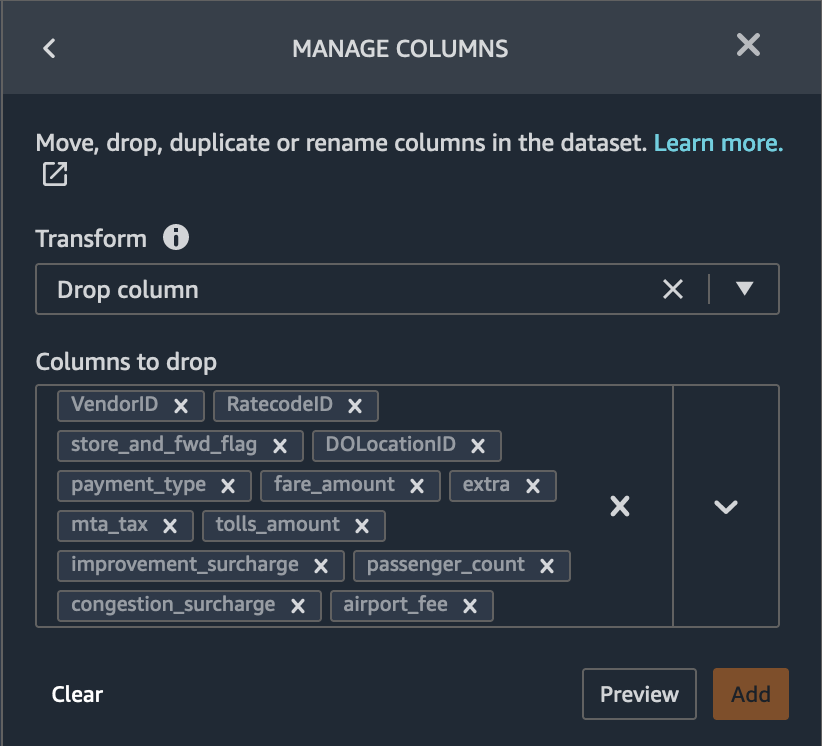 MANAGE COLUMNS
Move, drop, duplicate or rename columns in the dataset. Learn more.
Transform
Drop column
Columns to drop
VendorID RatecodeID
store_and_fwd_flag DOLocationID
payment_type fare_amount extra
mta_tax tolls_amount
improvement_surcharge passenger_count
congestion_surcharge airport_fee
Clear Preview Add